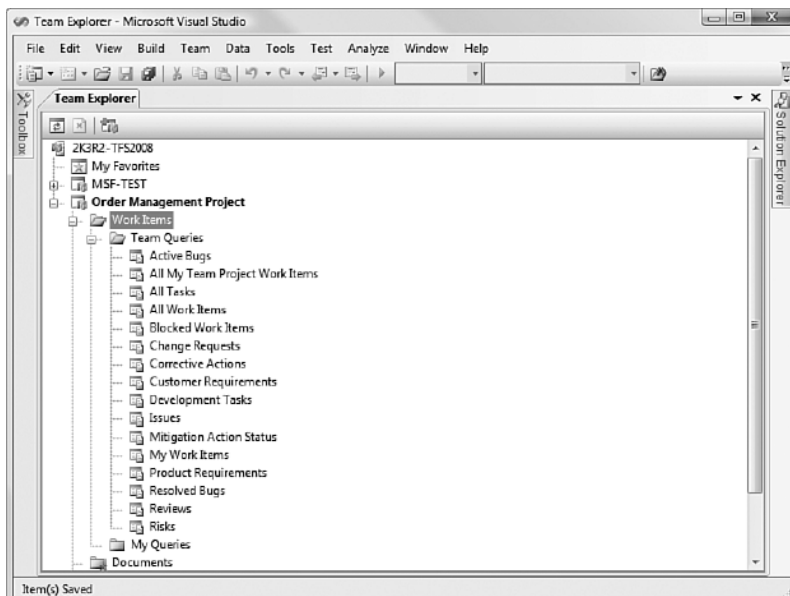 Team Explorer - Microsoft Visual Studio
File Edit View Build Team Data Tools Test Analyze Window Help
Team Explorer
Toolbox
Solution Explorer
2K3R2-TFS2008
My Favorites
MSF-TEST
Order Management Project
Work Items
Team Queries
Active Bugs
All My Team Project Work Items
All Tasks
All Work Items
Blocked Work Items
Change Requests
Corrective Actions
Customer Requirements
Development Tasks
Issues
Mitigation Action Status
My Work Items
Product Requirements
Resolved Bugs
Reviews
Risks
My Queries
Documents
Item(s) Saved